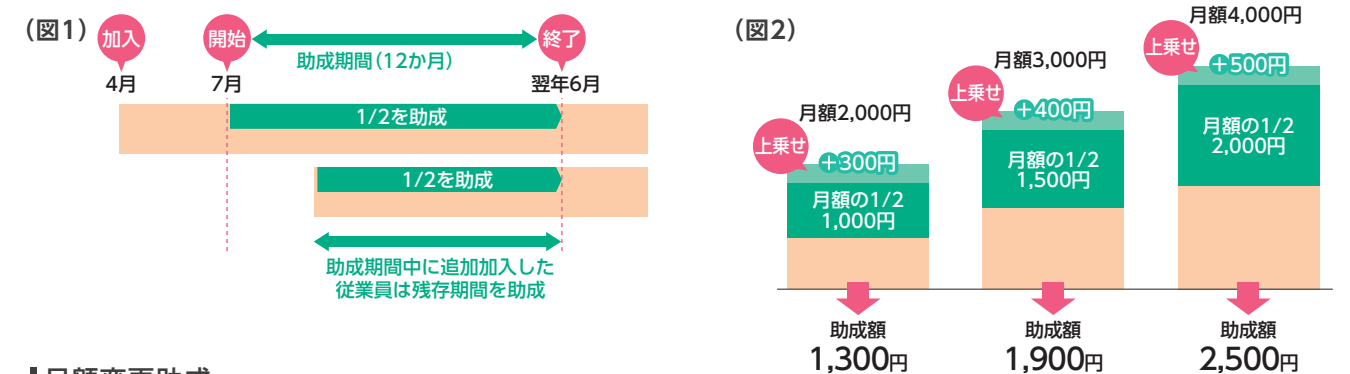 (図1)
加入
開始
終了
助成期間(12か月)
4月
7月
翌年6月
1/2を助成
1/2を助成
助成期間中に追加加入した
従業員は残存期間を助成
(図2)
月額2,000円
上乗せ
+300円
月額の1/2
1,000円
助成額
1,300円
月額3,000円
上乗せ
+400円
月額の1/2
1,500円
助成額
1,900円
月額4,000円
上乗せ
+500円
月額の1/2
2,000円
助成額
2,500円